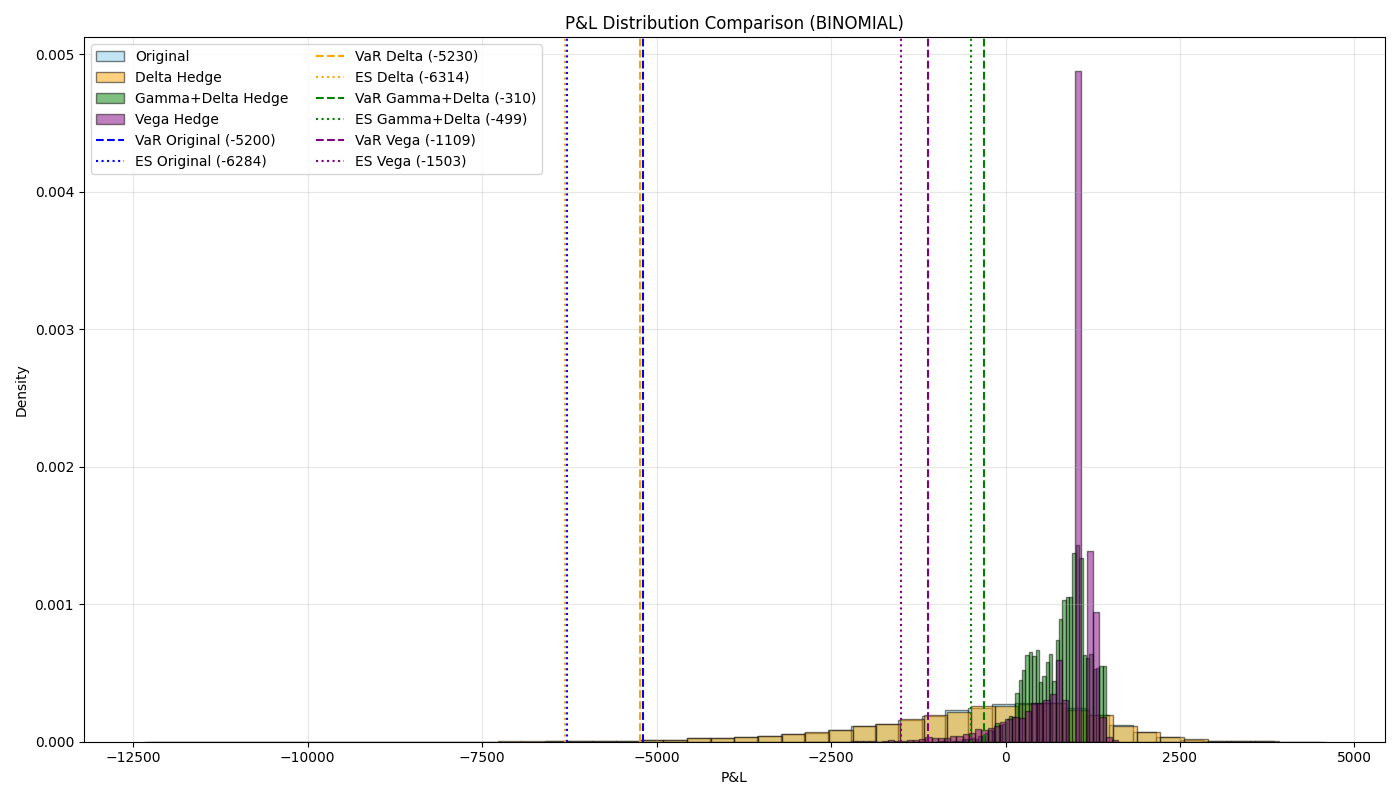 P&L Distribution Comparison (BINOMIAL)
Original
Delta Hedge
Gamma+Delta Hedge
Vega Hedge
VaR Original (-5200)
ES Original (-6284)
VaR Delta (-5230)
ES Delta (-6314)
VaR Gamma+Delta (-310)
ES Gamma+Delta (-499)
VaR Vega (-1109)
ES Vega (-1503)
Density
0.005
0.004
0.003
0.002
0.001
0.000
−12500
−10000
−7500
−5000
−2500
0
2500
5000
P&L